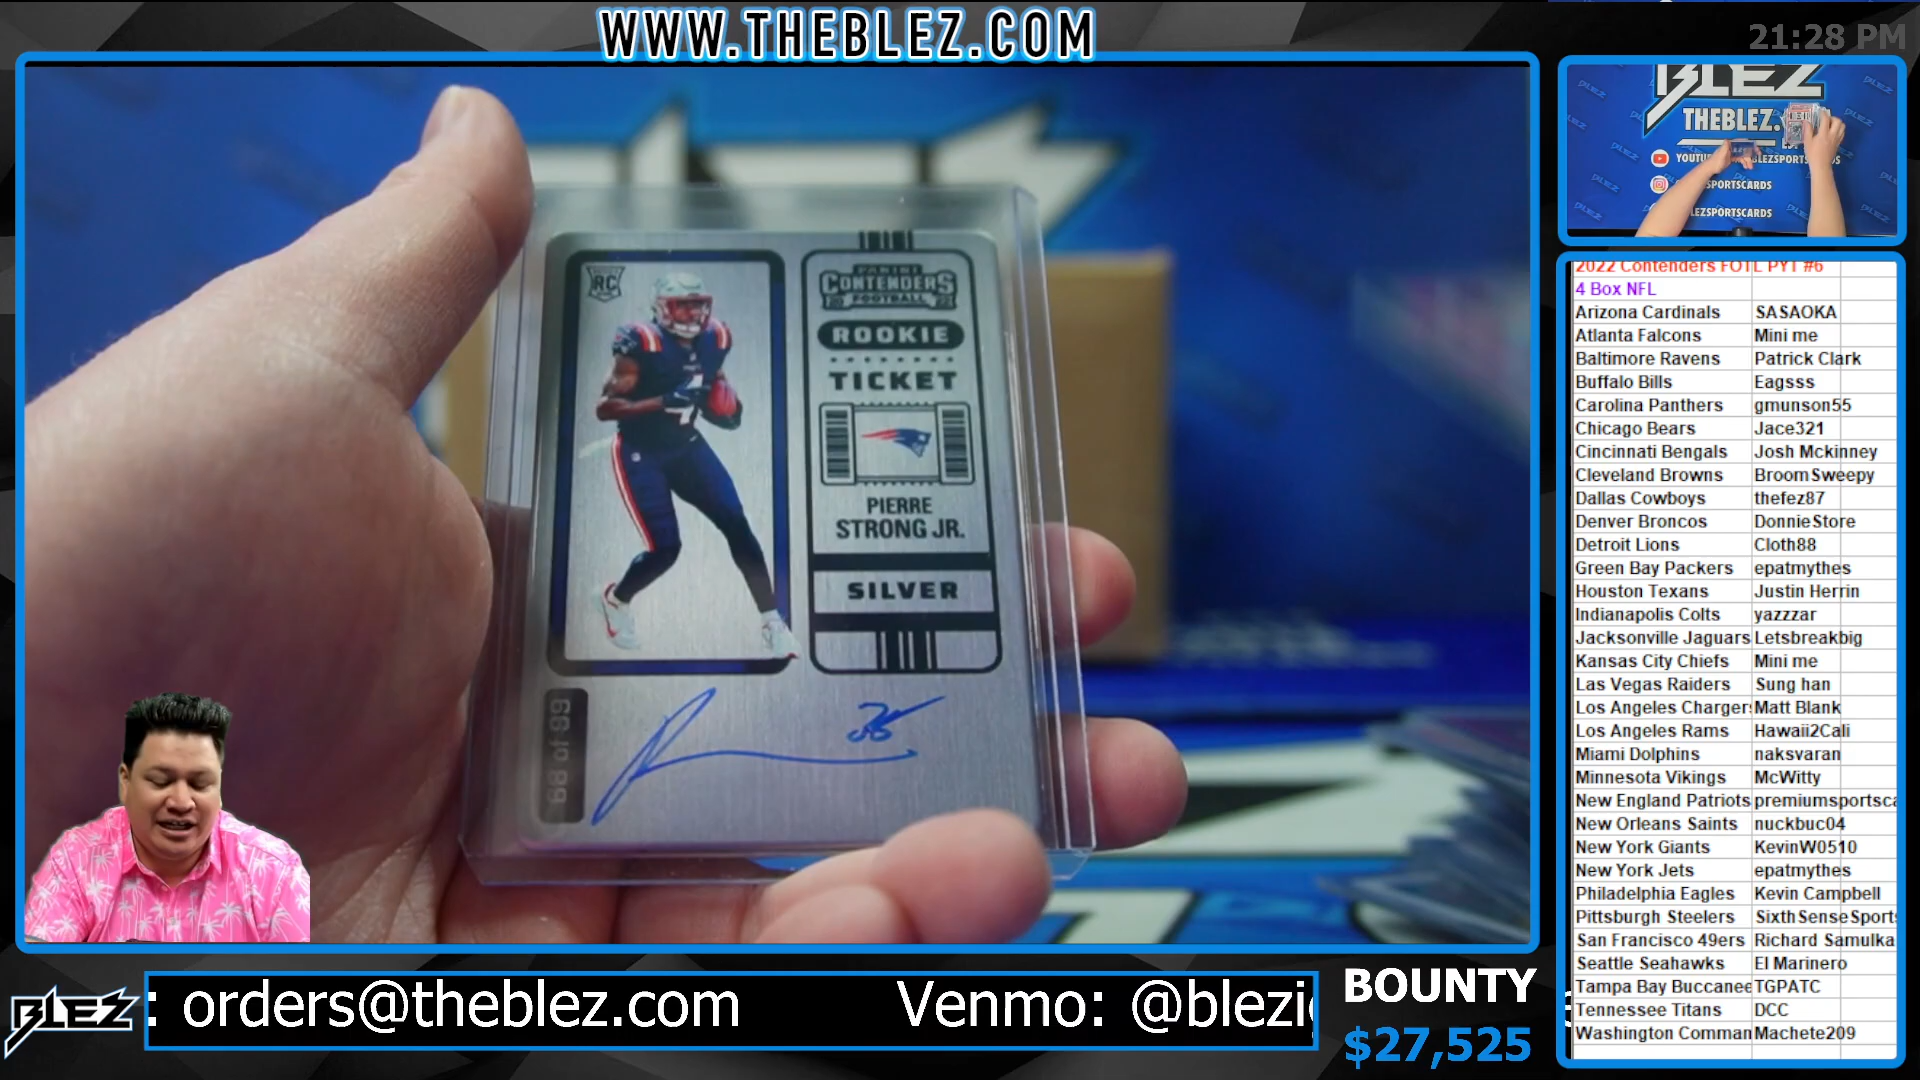 WWW.THEBLEZ.COM
21:28 PM
BLEZ
THEBLEZ.
SPORTSCARDS
LEZSPORTSCARDS
RC
PANINI
CONTENDERS
FOOTBALL
ROOKIE
TICKET
PIERRE
STRONG JR.
SILVER
35
2022 Contenders FOTL PYT #6
4 Box NFL
Arizona Cardinals SASAOKA
Atlanta Falcons Mini me
Baltimore Ravens Patrick Clark
Buffalo Bills Eagsss
Carolina Panthers gmunson55
Chicago Bears Jace321
Cincinnati Bengals Josh Mckinney
Cleveland Browns BroomSweepy
Dallas Cowboys thefez87
Denver Broncos DonnieStore
Detroit Lions Cloth88
Green Bay Packers epatmythes
Houston Texans Justin Herrin
Indianapolis Colts yazzzar
Jacksonville Jaguars Letsbreakbig
Kansas City Chiefs Mini me
Las Vegas Raiders Sung han
Los Angeles Charger Matt Blank
Los Angeles Rams Hawaii2Cali
Miami Dolphins naksvaran
Minnesota Vikings McWitty
New England Patriots premiumsportsca
New Orleans Saints nuckbuc04
New York Giants KevinW0510
New York Jets epatmythes
Philadelphia Eagles Kevin Campbell
Pittsburgh Steelers SixthSenseSport
San Francisco 49ers Richard Samulka
Seattle Seahawks El Marinero
Tampa Bay Buccanee TGPATC
Tennessee Titans DCC
Washington Comman Machete209
BLEZ
: orders@theblez.com Venmo: @blezi
BOUNTY
$27,525